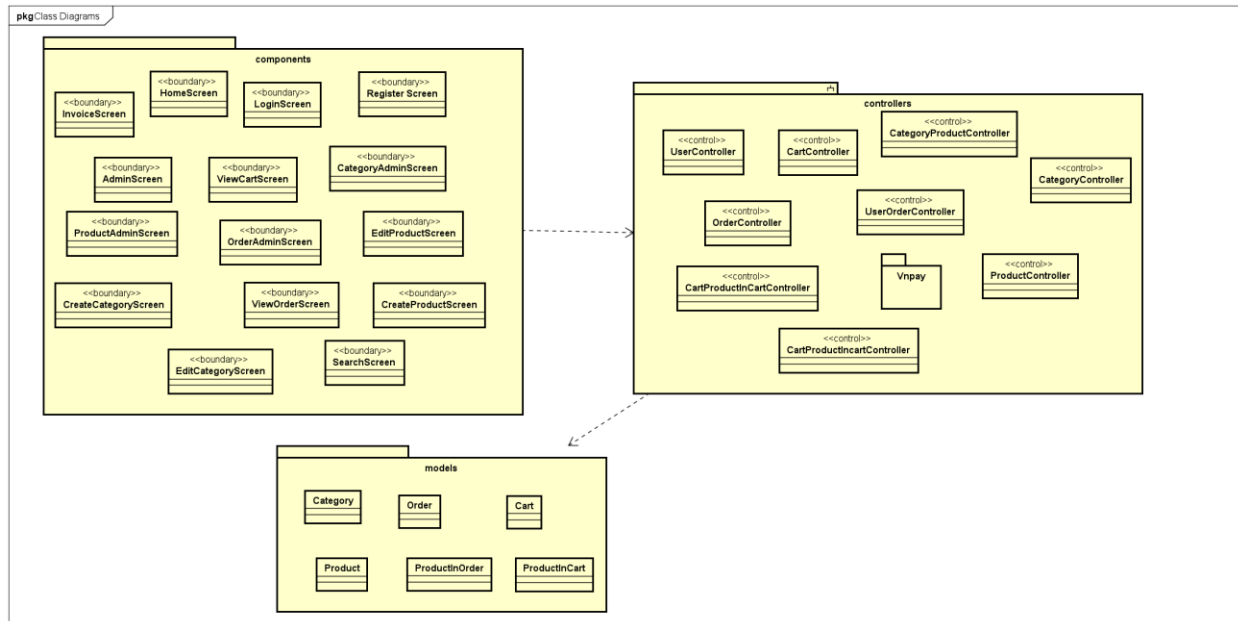 pkg Class Diagrams
components
<<boundary>>
InvoiceScreen
<<boundary>>
HomeScreen
<<boundary>>
LoginScreen
<<boundary>>
Register Screen
<<boundary>>
AdminScreen
<<boundary>>
ViewCartScreen
<<boundary>>
CategoryAdminScreen
<<boundary>>
ProductAdminScreen
<<boundary>>
OrderAdminScreen
<<boundary>>
EditProductScreen
<<boundary>>
CreateCategoryScreen
<<boundary>>
ViewOrderScreen
<<boundary>>
CreateProductScreen
<<boundary>>
EditCategoryScreen
<<boundary>>
SearchScreen
controllers
<<control>>
UserController
<<control>>
CartController
<<control>>
CategoryProductController
<<control>>
CategoryController
<<control>>
OrderController
<<control>>
UserOrderController
<<control>>
CartProductInCartController
Vnpay
<<control>>
ProductController
<<control>>
CartProductIncartController
models
Category
Order
Cart
Product
ProductInOrder
ProductInCart